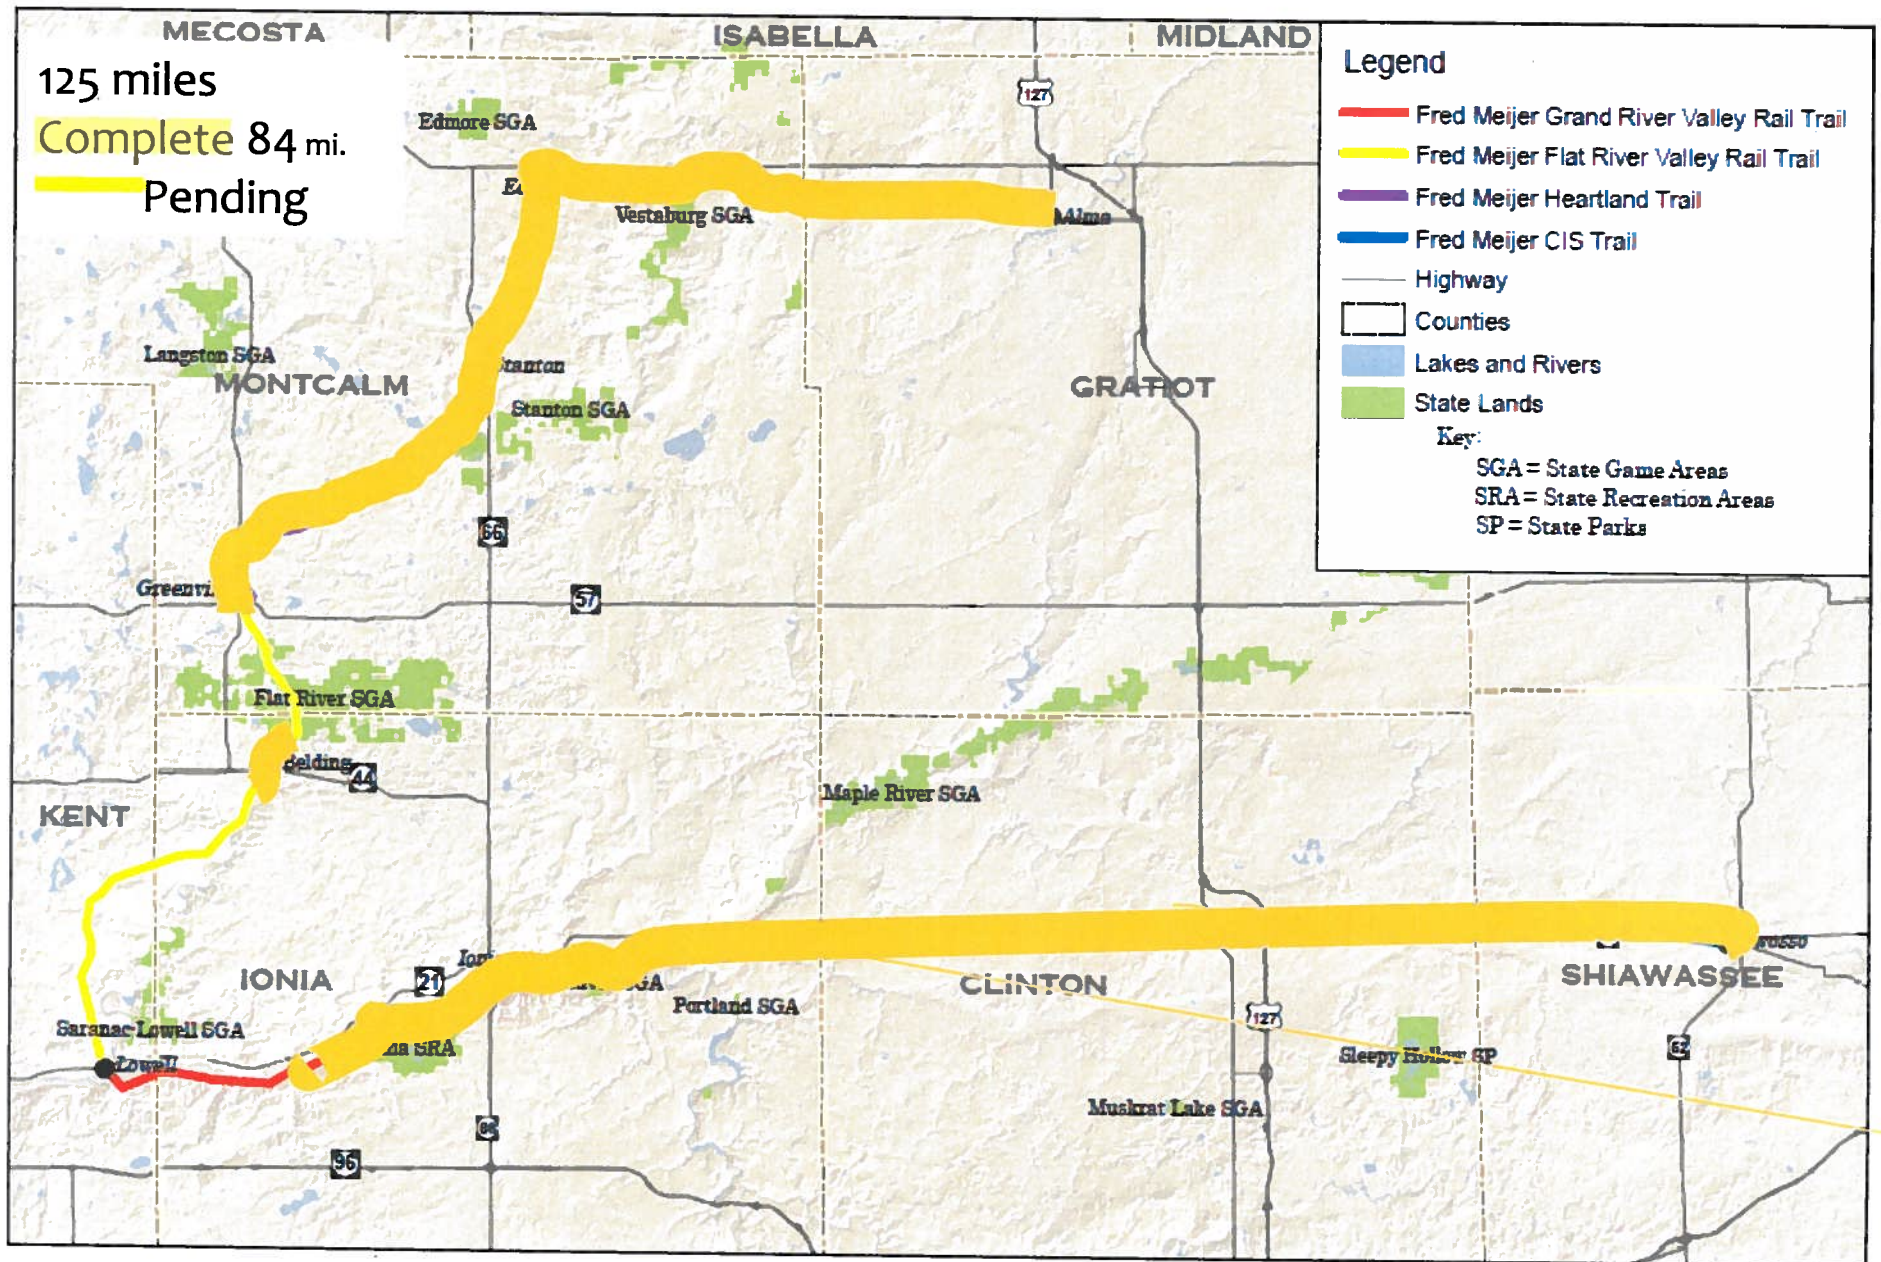 MECOSTA
ISABELLA
MIDLAND
125 miles
Complete 84 mi.
Pending
Legend
Fred Meijer Grand River Valley Rail Trail
Fred Meijer Flat River Valley Rail Trail
Fred Meijer Heartland Trail
Fred Meijer CIS Trail
Highway
Counties
Lakes and Rivers
State Lands
Key:
SGA = State Game Areas
SRA = State Recreation Areas
SP = State Parks
127
Edmore SGA
Vestaburg SGA
Alma
Langston SGA
MONTCALM
tanton
Stanton SGA
GRATIOT
66
Greenvi
57
Flat River SGA
Belding
44
KENT
Maple River SGA
Ion
21
IONIA
SGA
CLINTON
SHIAWASSEE
Portland SGA
Saranac-Lowell SGA
Lowell
SRA
127
Sleepy Hollow SP
52
Muskrat Lake SGA
96